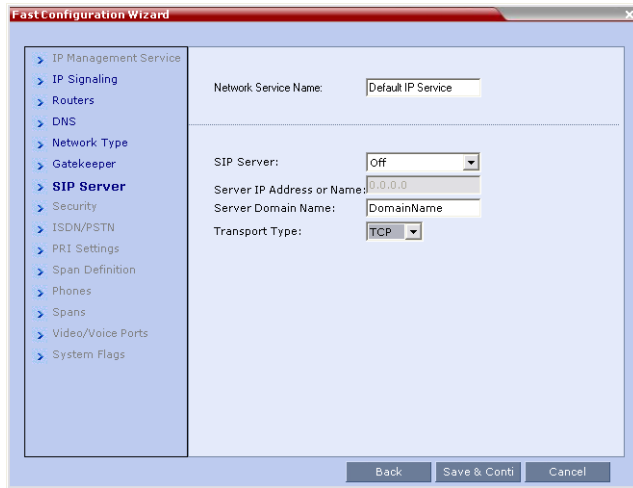 Fast Configuration Wizard
x
IP Management Service
IP Signaling
Routers
DNS
Network Type
Gatekeeper
SIP Server
Security
ISDN/PSTN
PRI Settings
Span Definition
Phones
Spans
Video/Voice Ports
System Flags
Network Service Name: Default IP Service
SIP Server: Off
Server IP Address or Name: 0.0.0.0
Server Domain Name: DomainName
Transport Type: TCP
Back Save & Conti Cancel